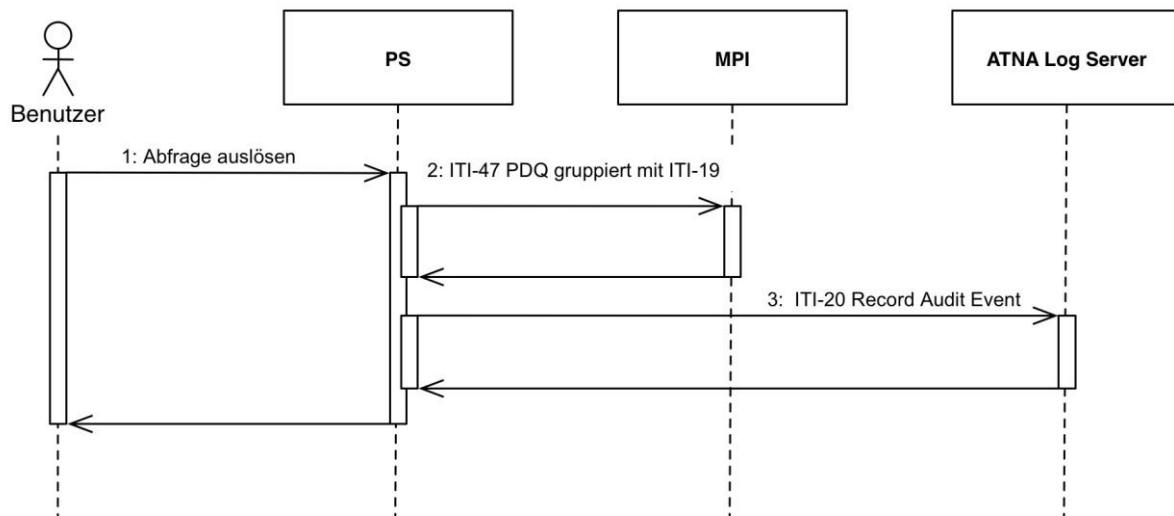 PS
MPI
ATNA Log Server
Benutzer
1: Abfrage auslösen
2: ITI-47 PDQ gruppiert mit ITI-19
3: ITI-20 Record Audit Event